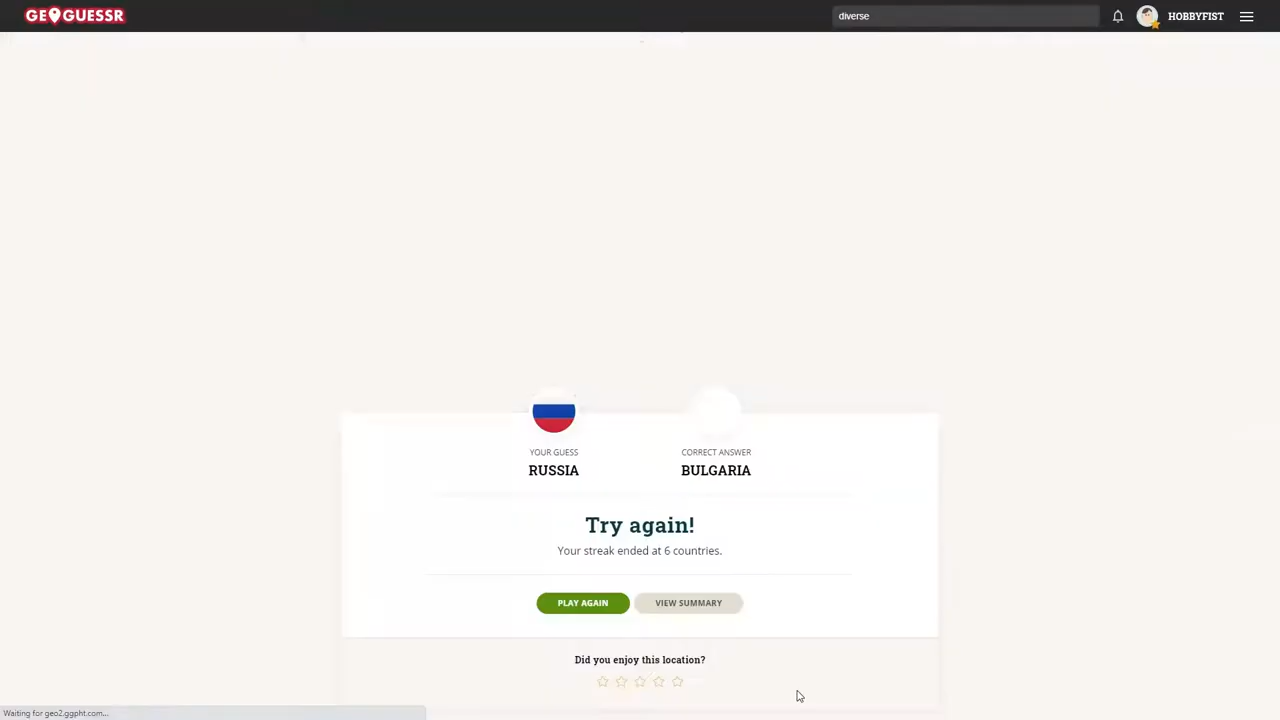 GEOGUESSR
diverse
HOBBYFIST
YOUR GUESS
RUSSIA
CORRECT ANSWER
BULGARIA
Try again!
Your streak ended at 6 countries.
PLAY AGAIN
VIEW SUMMARY
Did you enjoy this location?
Waiting for geo2.ggpht.com...